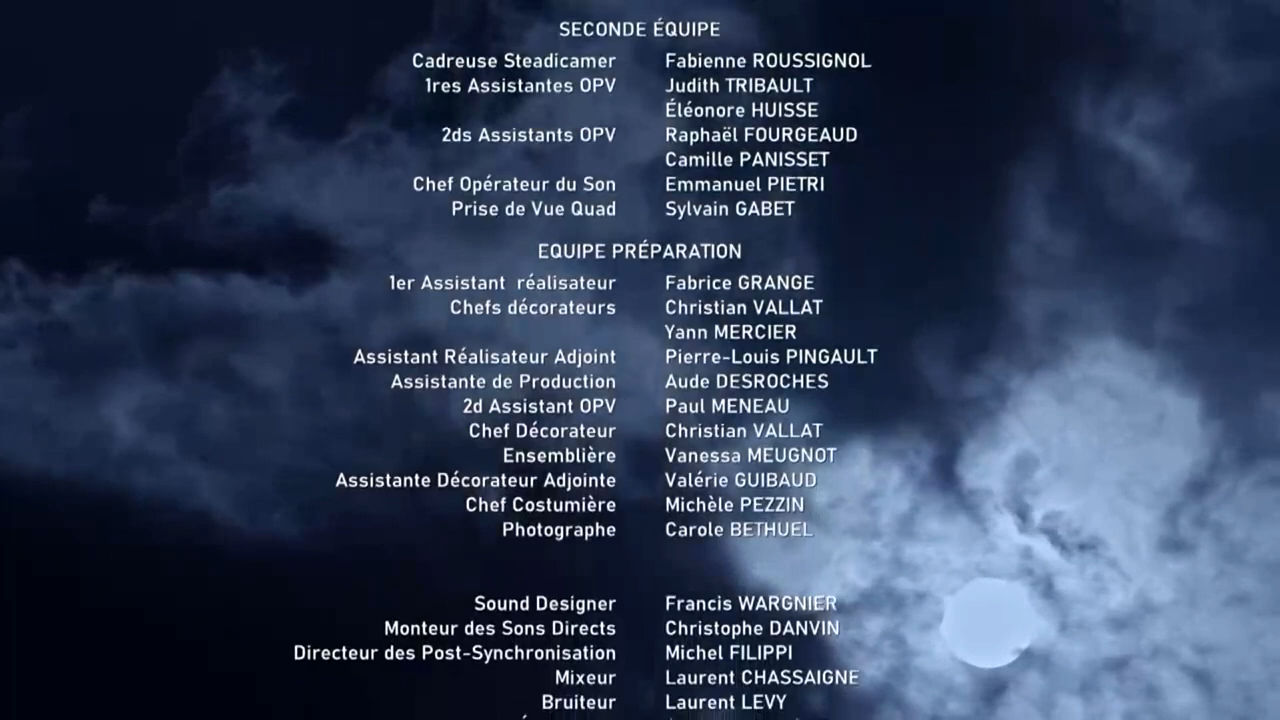 SECONDE ÉQUIPE
Cadreuse Steadicamer Fabienne ROUSSIGNOL
1res Assistantes OPV Judith TRIBAULT
Éléonore HUISSE
2ds Assistants OPV Raphaël FOURGEAUD
Camille PANISSET
Chef Opérateur du Son Emmanuel PIETRI
Prise de Vue Quad Sylvain GABET
EQUIPE PRÉPARATION
1er Assistant réalisateur Fabrice GRANGE
Chefs décorateurs Christian VALLAT
Yann MERCIER
Assistant Réalisateur Adjoint Pierre-Louis PINGAULT
Assistante de Production Aude DESROCHES
2d Assistant OPV Paul MENEAU
Chef Décorateur Christian VALLAT
Ensemblière Vanessa MEUGNOT
Assistante Décorateur Adjointe Valérie GUIBAUD
Chef Costumière Michèle PEZZIN
Photographe Carole BETHUEL
Sound Designer Francis WARGNIER
Monteur des Sons Directs Christophe DANVIN
Directeur des Post-Synchronisation Michel FILIPPI
Mixeur Laurent CHASSAIGNE
Bruiteur Laurent LEVY